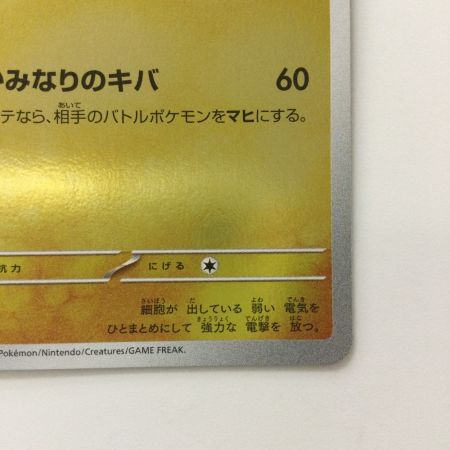 みなりのキバ 60
テなら、相手のバトルポケモンをマヒにする。
抗力 にげる
細胞が 出している 弱い 電気を
ひとまとめにして 強力な 電撃を 放つ。
Pokémon/Nintendo/Creatures/GAME FREAK.